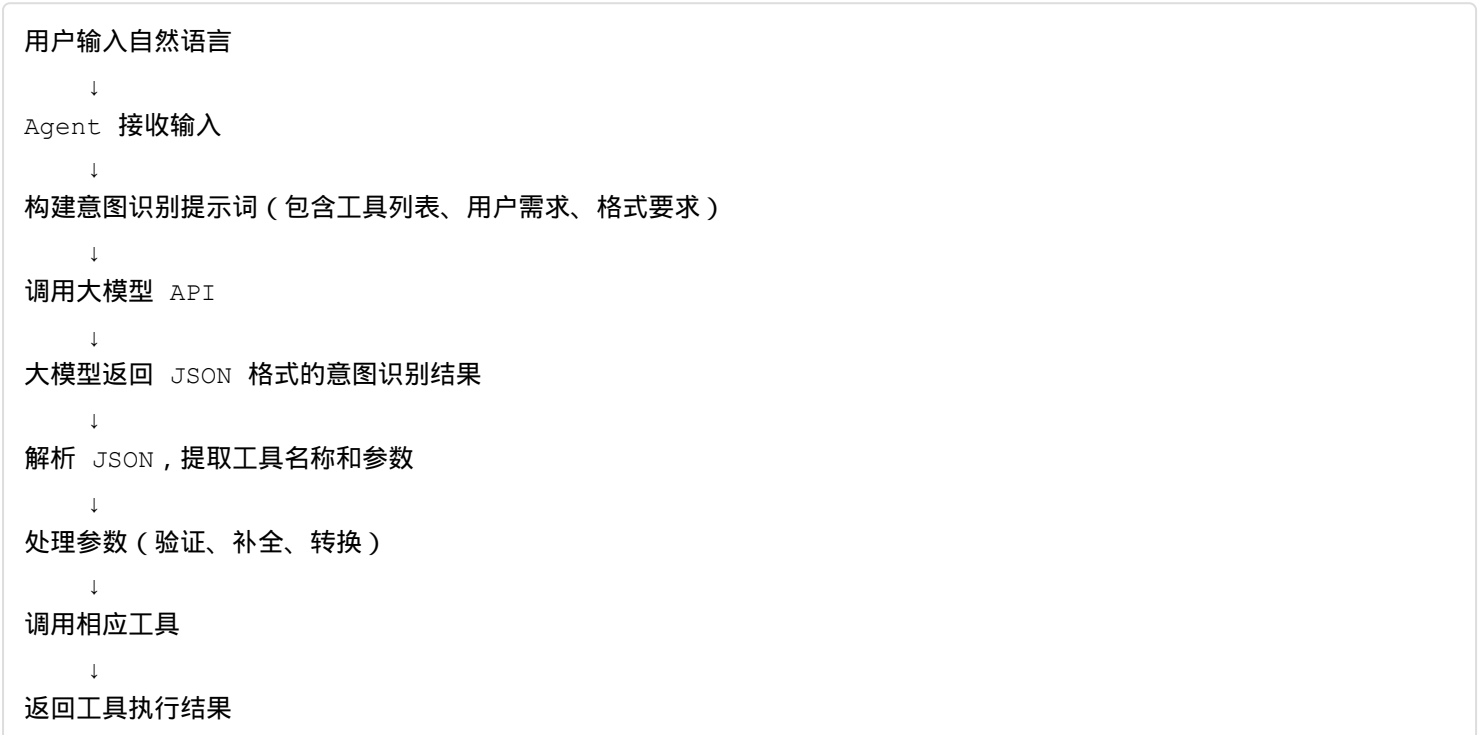 用户输入自然语言
↓
Agent 接收输入
↓
构建意图识别提示词（包含工具列表、用户需求、格式要求）
↓
调用大模型 API
↓
大模型返回 JSON 格式的意图识别结果
↓
解析 JSON，提取工具名称和参数
↓
处理参数（验证、补全、转换）
↓
调用相应工具
↓
返回工具执行结果